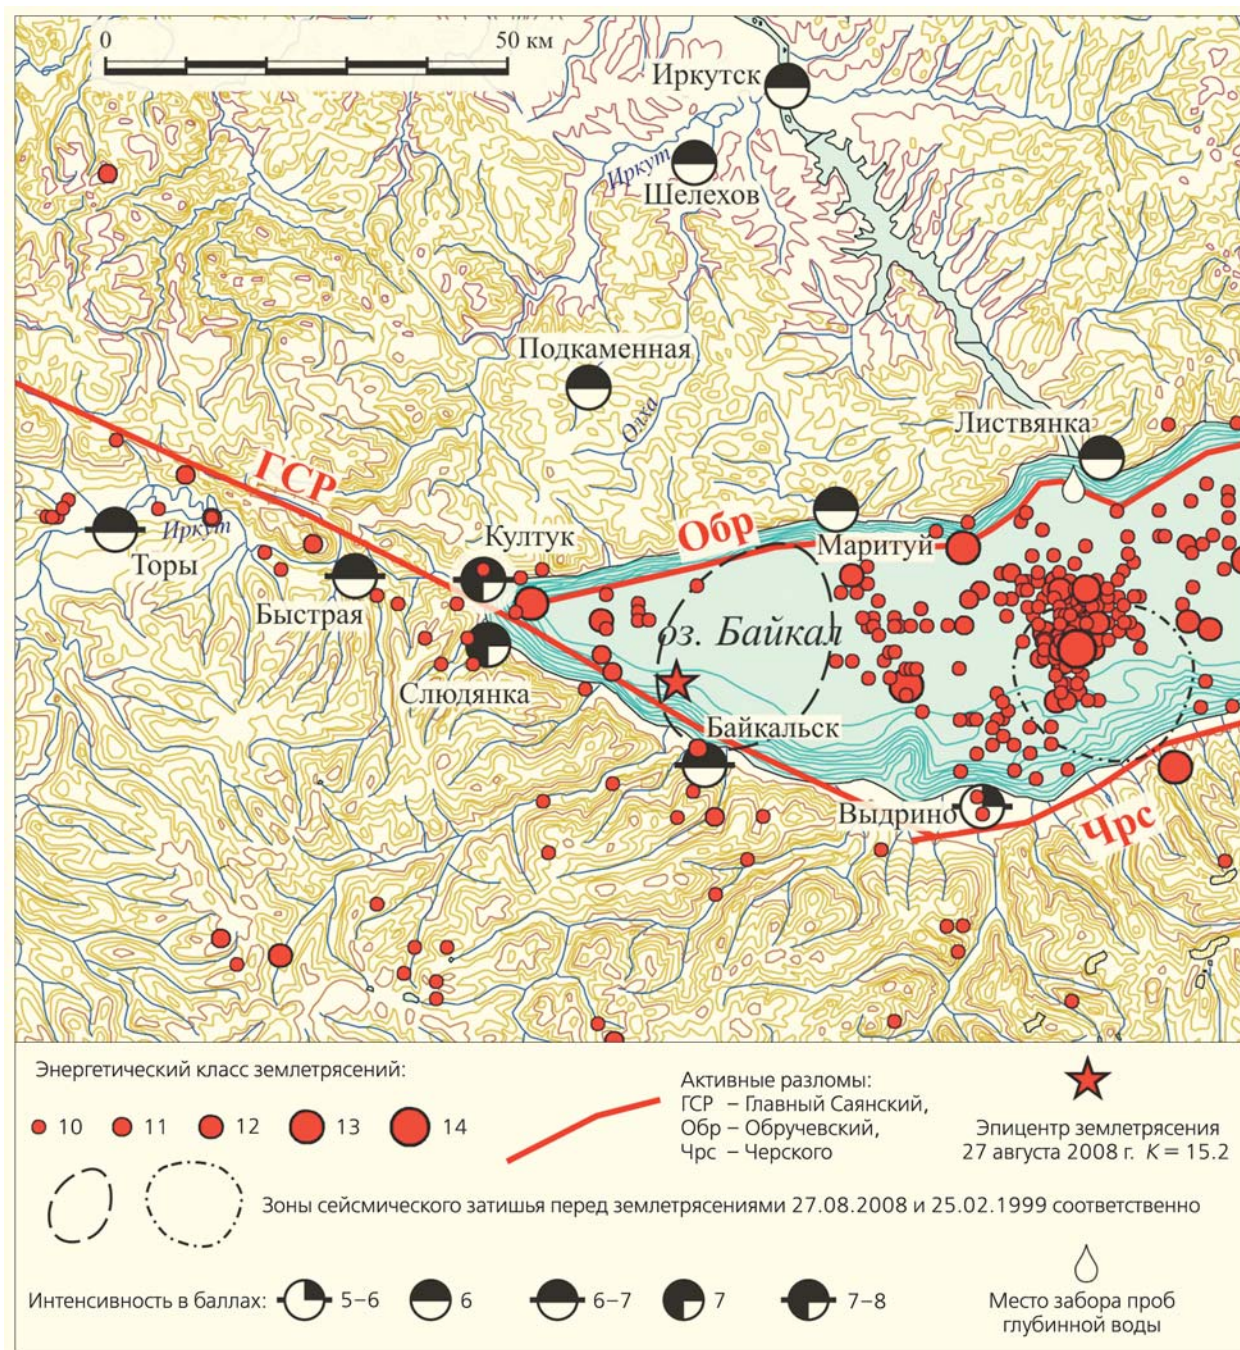 0 50 км
Иркутск
Иркут
Шелехов
Подкаменная
Олха
Листвянка
ГСР
Иркут
Торы
Быстрая
Култук
Обр
Маритуй
оз. Байкал
Слюдянка
Байкальск
Выдрино
Чрс
Энергетический класс землетрясений:
10 11 12 13 14
Активные разломы:
ГСР – Главный Саянский,
Обр – Обручевский,
Чрс – Черского
Эпицентр землетрясения
27 августа 2008 г. K = 15.2
Зоны сейсмического затишья перед землетрясениями 27.08.2008 и 25.02.1999 соответственно
Интенсивность в баллах: 5–6 6 6–7 7 7–8
Место забора проб
глубинной воды